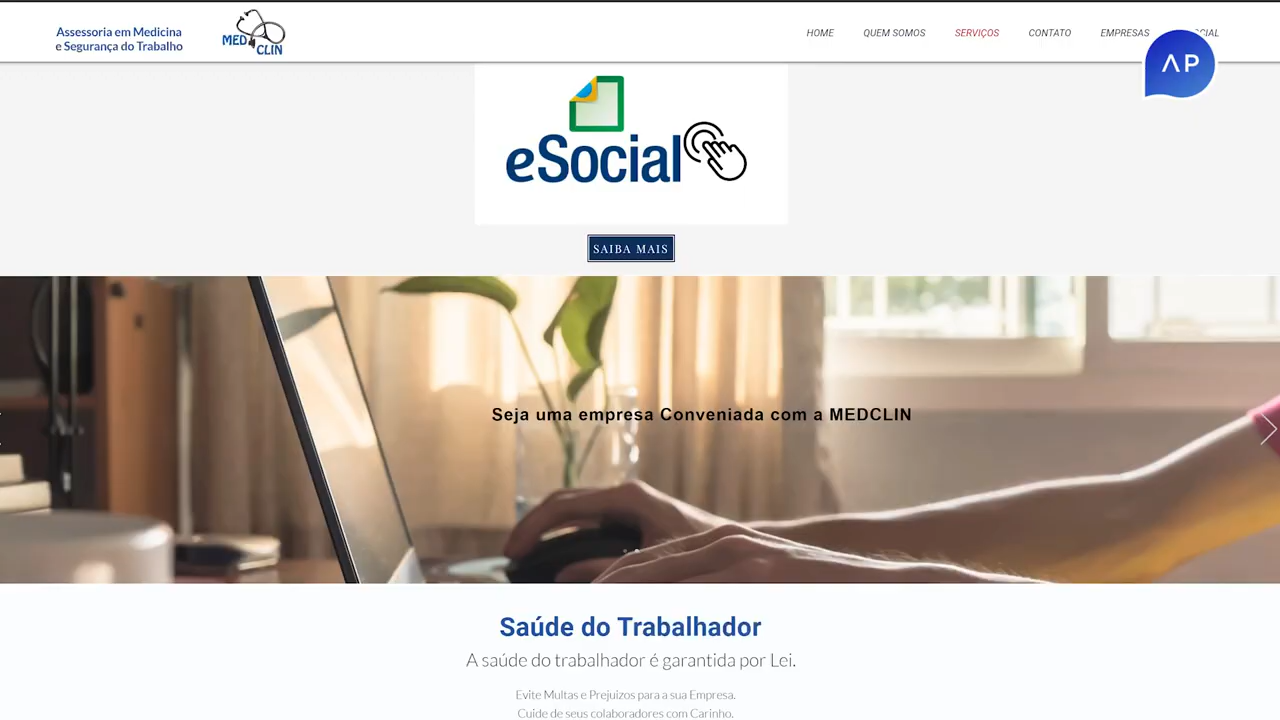 Assessoria em Medicina
e Segurança do Trabalho
MED CLIN
HOME QUEM SOMOS SERVIÇOS CONTATO EMPRESAS
AP
eSocial
SAIBA MAIS
Seja uma empresa Conveniada com a MEDCLIN
Saúde do Trabalhador
A saúde do trabalhador é garantida por Lei.
Evite Multas e Prejuizos para a sua Empresa.
Cuide de seus colaboradores com Carinho.